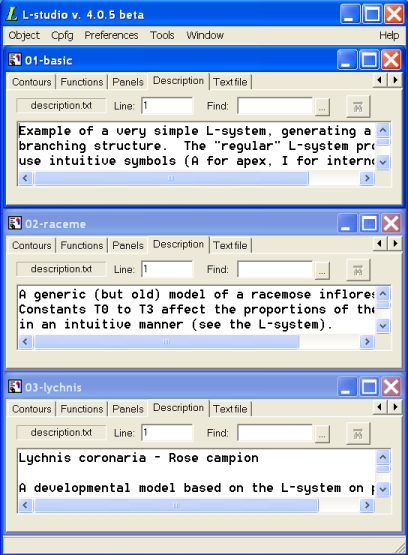 L-studio v. 4.0.5 beta
Object Cpfg Preferences Tools Window Help
01-basic
Contours Functions Panels Description Text file
description.txt Line: 1 Find: ...
Example of a very simple L-system, generating a
branching structure. The "regular" L-system pro
use intuitive symbols (A for apex, I for interno
02-raceme
Contours Functions Panels Description Text file
description.txt Line: 1 Find: ...
A generic (but old) model of a racemose inflores
Constants T0 to T3 affect the proportions of the
in an intuitive manner (see the L-system).
03-lychnis
Contours Functions Panels Description Text file
description.txt Line: 1 Find: ...
Lychnis coronaria - Rose campion
A developmental model based on the L-system on p